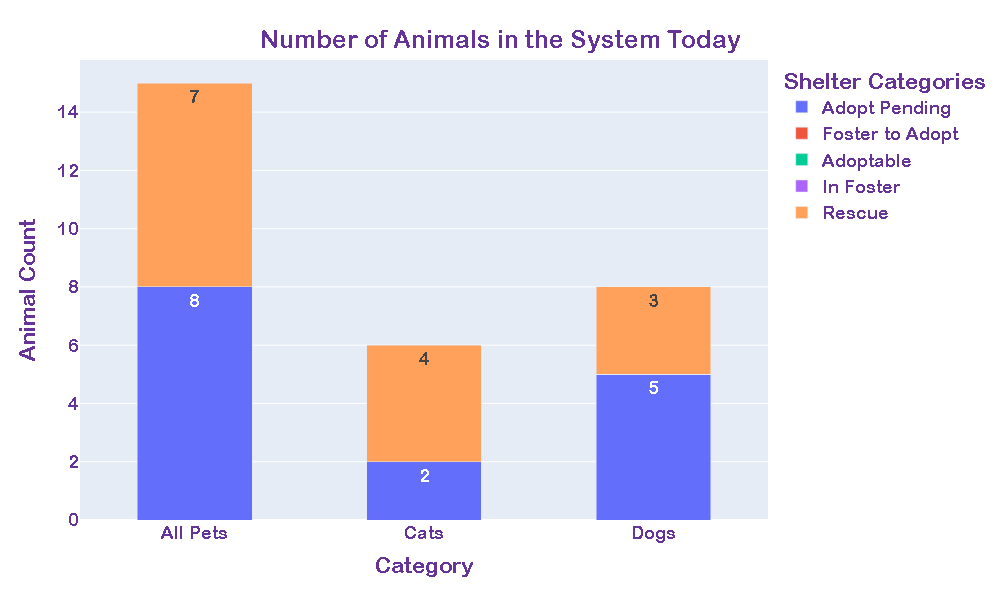 Number of Animals in the System Today
Shelter Categories
Adopt Pending
Foster to Adopt
Adoptable
In Foster
Rescue
Animal Count
14
12
10
8
6
4
2
0
7
8
4
2
3
5
All Pets
Cats
Dogs
Category